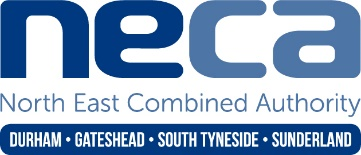 neca
North East Combined Authority
DURHAM • GATESHEAD • SOUTH TYNESIDE • SUNDERLAND